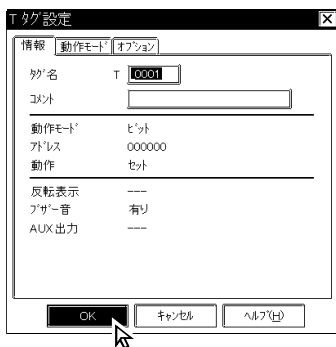 T タグ設定
情報 動作モード オプション
タグ名 T 0001
コメント
動作モード ビット
アドレス 000000
動作 セット
反転表示 ---
ブザー音 有り
AUX出力 ---
OK キャンセル ヘルプ(H)